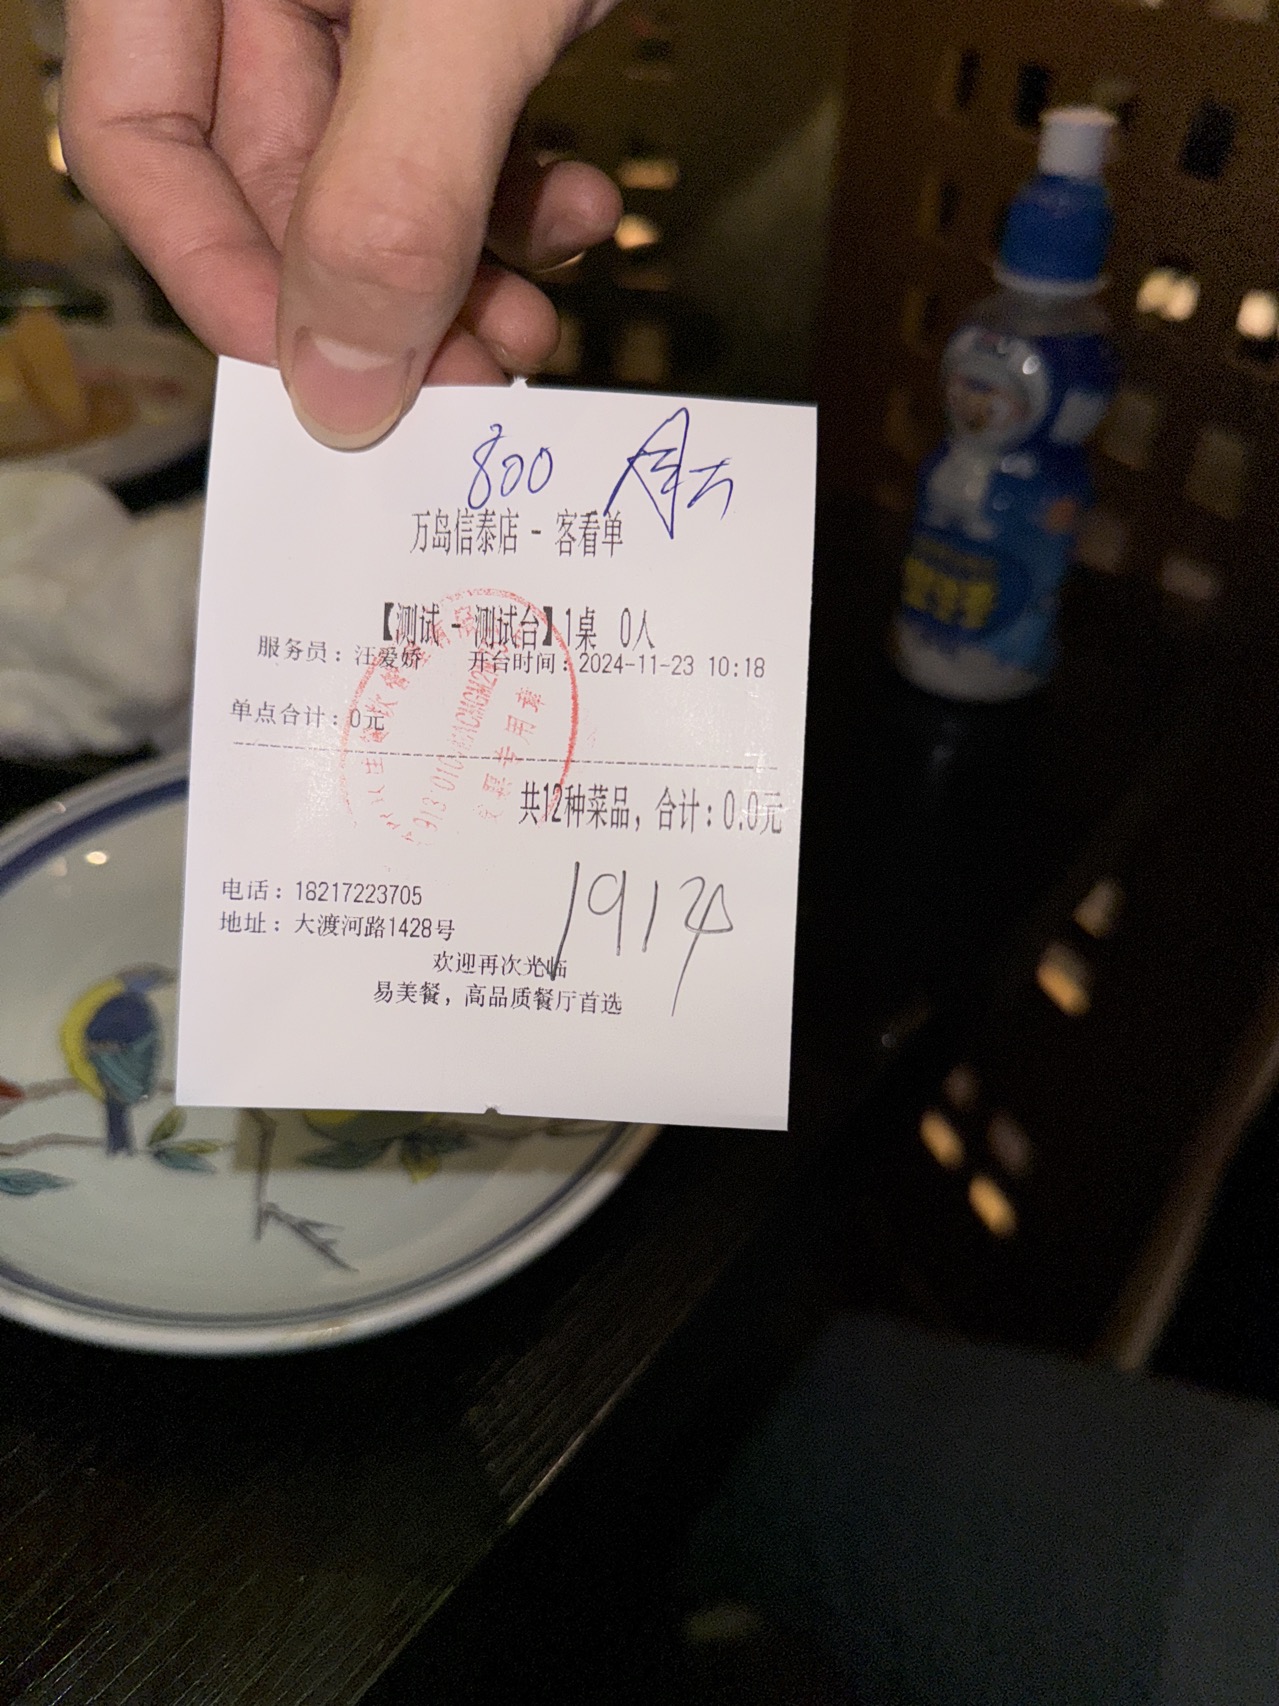 800
万岛信泰店 - 客看单
【测试 - 测试台】1桌 0人
服务员：汪爱娇 开台时间：2024-11-23 10:18
单点合计：0元
共12种菜品，合计：0.0元
1914
电话：18217223705
地址：大渡河路1428号
欢迎再次光临
易美餐，高品质餐厅首选
专用章